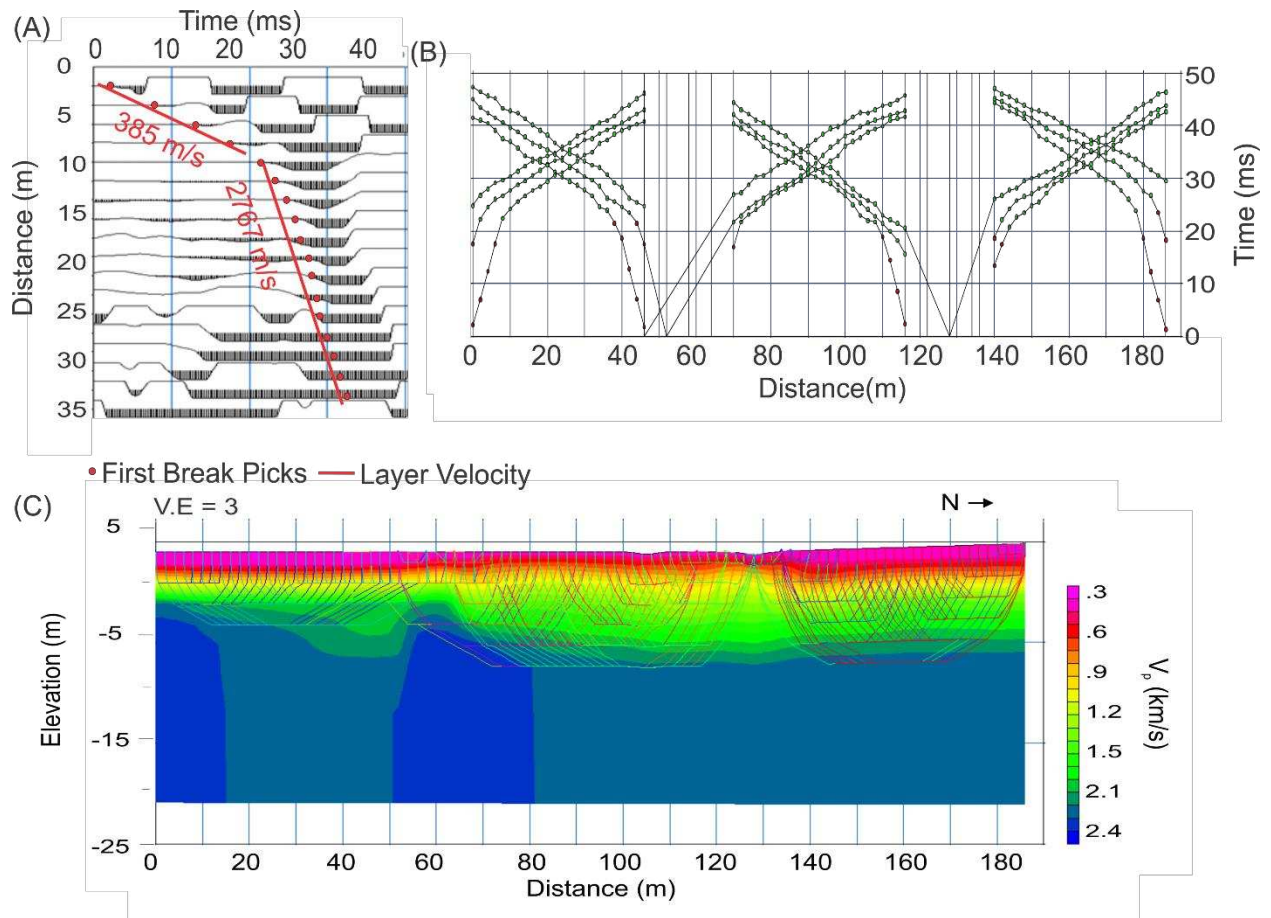 (A)
Time (ms)
0 10 20 30 40
0
5
10
15
20
25
30
35
Distance (m)
385 m/s
2767 m/s
(B)
50
40
30
20
10
0
Time (ms)
0 20 40 60 80 100 120 140 160 180
Distance(m)
• First Break Picks — Layer Velocity
(C)
V.E = 3
N →
5
-5
-15
-25
Elevation (m)
0 20 40 60 80 100 120 140 160 180
Distance (m)
.3
.6
.9
1.2
1.5
2.1
2.4
Vp (km/s)